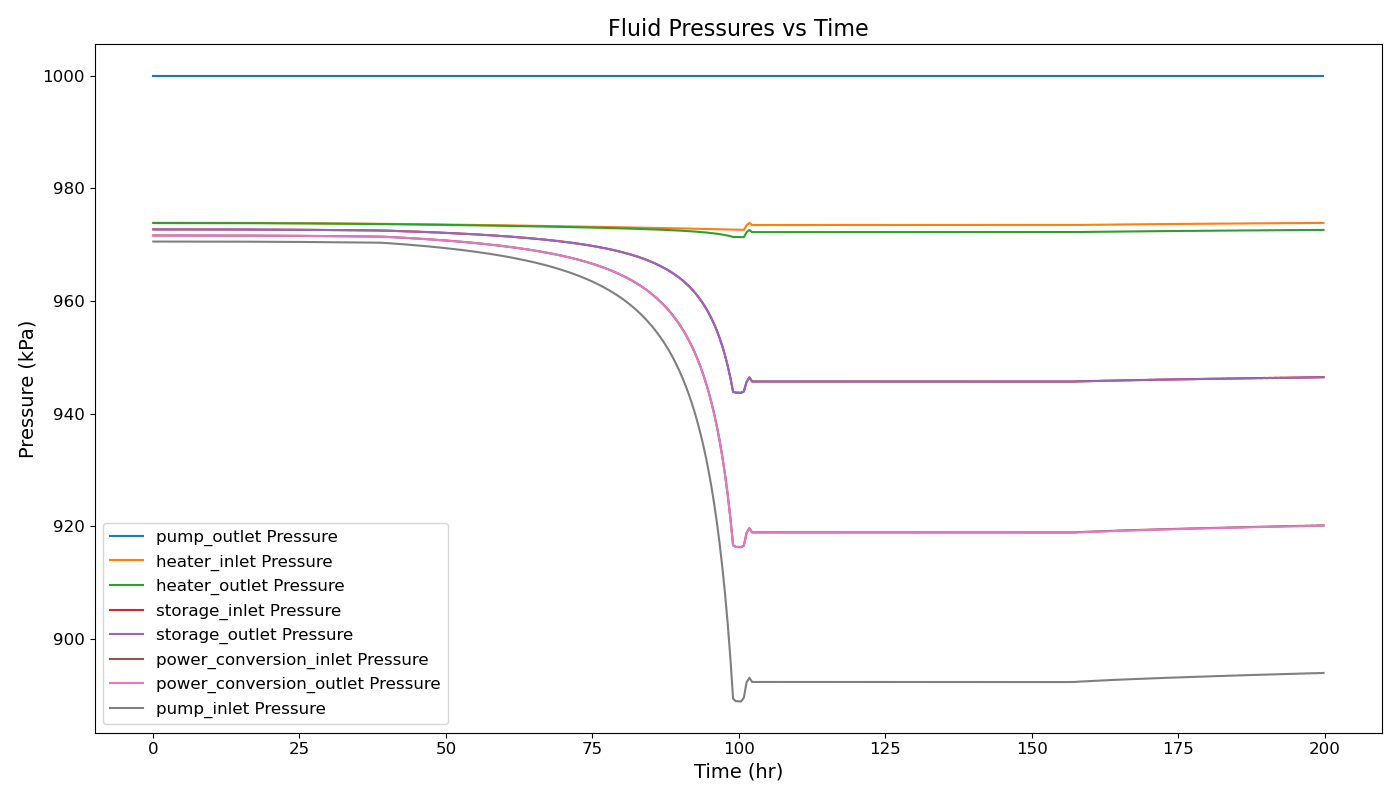 Fluid Pressures vs Time
Pressure (kPa)
1000
980
960
940
920
900
pump_outlet Pressure
heater_inlet Pressure
heater_outlet Pressure
storage_inlet Pressure
storage_outlet Pressure
power_conversion_inlet Pressure
power_conversion_outlet Pressure
pump_inlet Pressure
0 25 50 75 100 125 150 175 200
Time (hr)